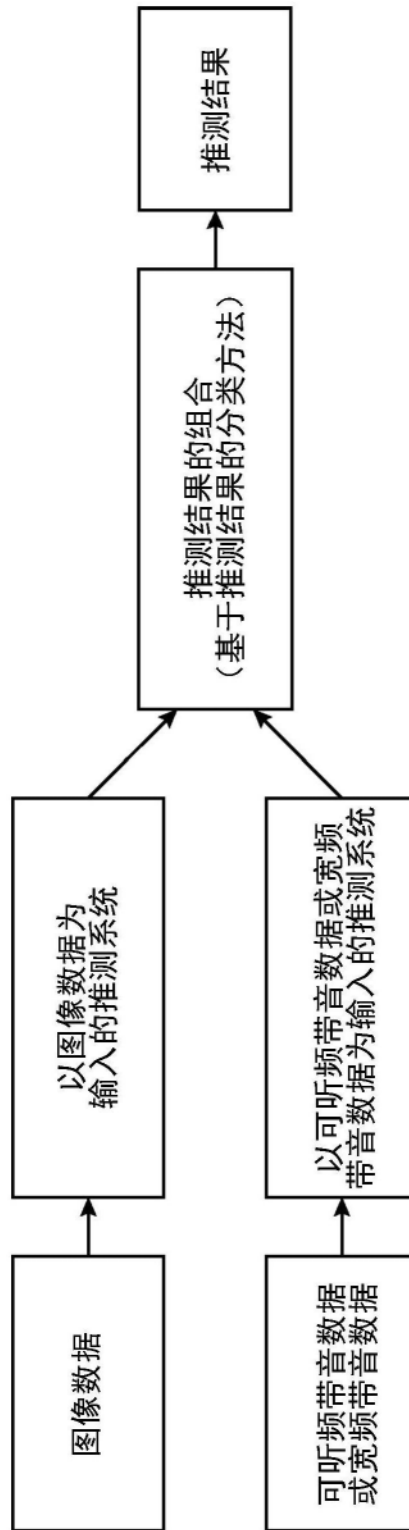 图像数据
以图像数据为
输入的推测系统
可听频带音数据
或宽频带音数据
以可听频带音数据或宽频
带音数据为输入的推测系统
推测结果的组合
（基于推测结果的分类方法）
推测结果